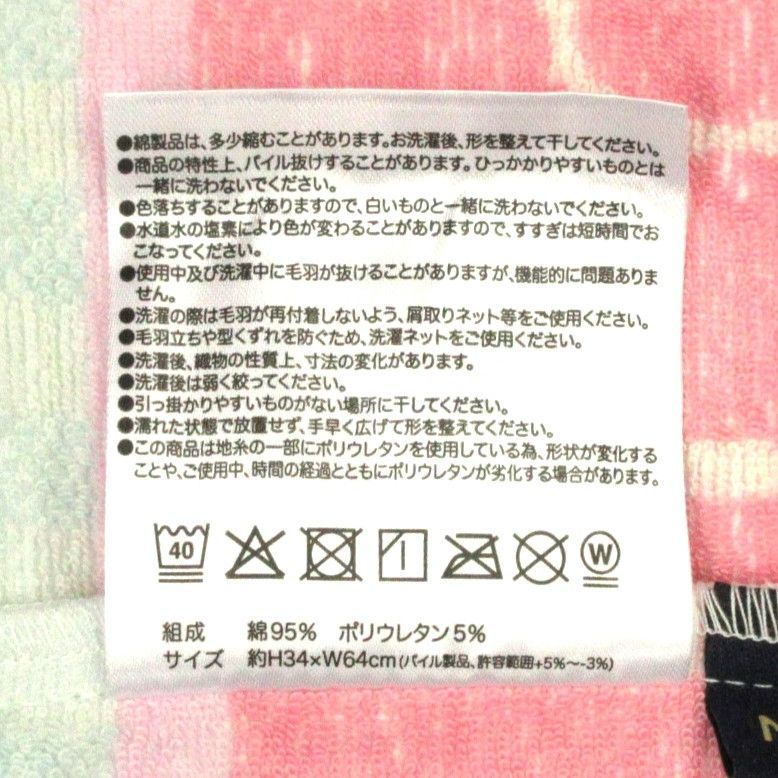 ●綿製品は、多少縮むことがあります。お洗濯後、形を整えて干してください。
●商品の特性上、パイル抜けすることがあります。ひっかかりやすいものとは
一緒に洗わないでください。
●色落ちすることがありますので、白いものと一緒に洗わないでください。
●水道水の塩素により色が変わることがありますので、すすぎは短時間でお
こなってください。
●使用中及び洗濯中に毛羽が抜けることがありますが、機能的に問題ありま
せん。
●洗濯の際は毛羽が再付着しないよう、屑取りネット等をご使用ください。
●毛羽立ちや型くずれを防ぐため、洗濯ネットをご使用ください。
●洗濯後、織物の性質上、寸法の変化があります。
●洗濯後は弱く絞ってください。
●引っ掛かりやすいものがない場所に干してください。
●濡れた状態で放置せず、手早く広げて形を整えてください。
●この商品は地糸の一部にポリウレタンを使用している為、形状が変化する
ことや、ご使用中、時間の経過とともにポリウレタンが劣化する場合があります。
40 W
組成 綿95% ポリウレタン5%
サイズ 約H34×W64cm(パイル製品、許容範囲+5%〜-3%)